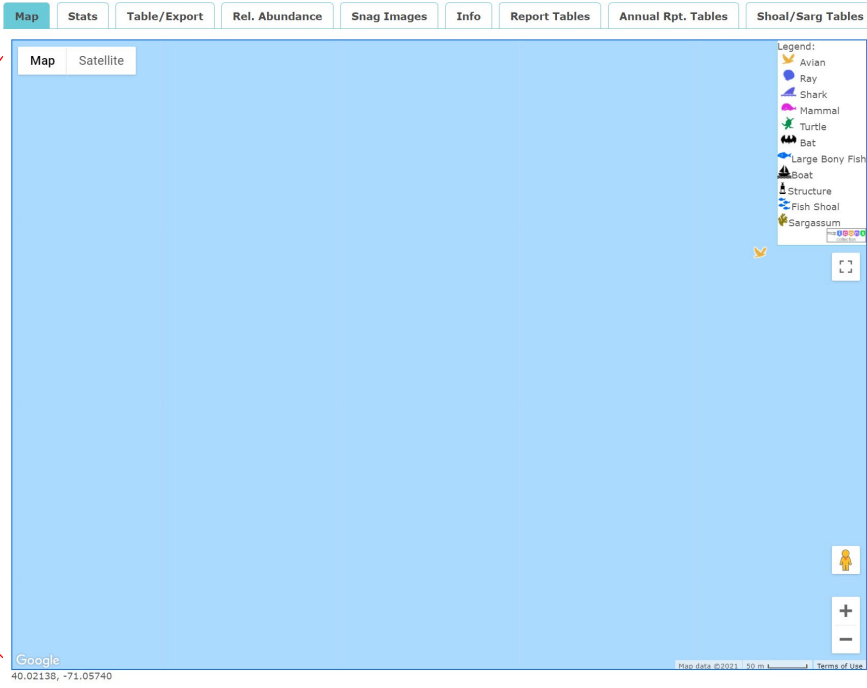 Map Stats Table/Export Rel. Abundance Snag Images Info Report Tables Annual Rpt. Tables Shoal/Sarg Tables
Map Satellite
Legend:
Avian
Ray
Shark
Mammal
Turtle
Bat
Large Bony Fish
Boat
Structure
Fish Shoal
Sargassum
Google
Map data ©2021 50 m Terms of Use
40.02138, -71.05740